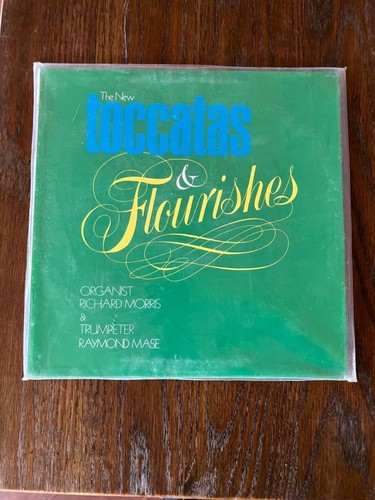 The New
toccatas
&
Flourishes
ORGANIST
RICHARD MORRIS
&
TRUMPETER
RAYMOND MASE